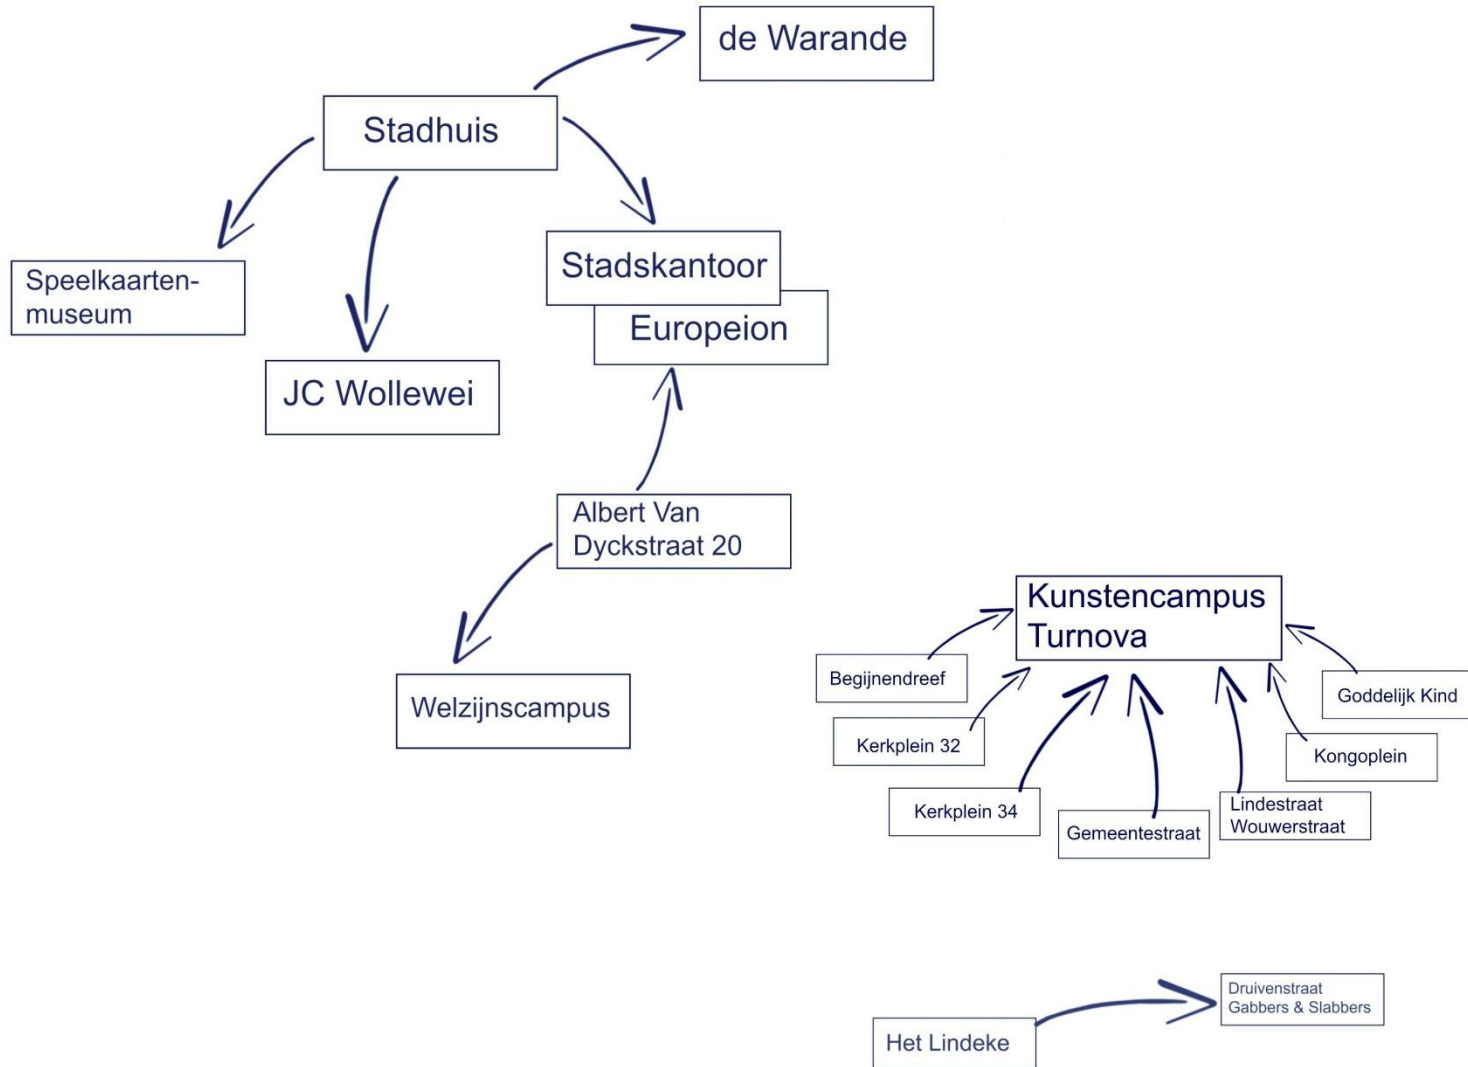 de Warande
Stadhuis
Speelkaarten-
museum
Stadskantoor
Europeion
JC Wollewei
Albert Van
Dyckstraat 20
Welzijnscampus
Kunstencampus
Turnova
Begijnendreef
Goddelijk Kind
Kerkplein 32
Kongoplein
Kerkplein 34
Gemeentestraat
Lindestraat
Wouwerstraat
Druivenstraat
Gabbers & Slabbers
Het Lindeke